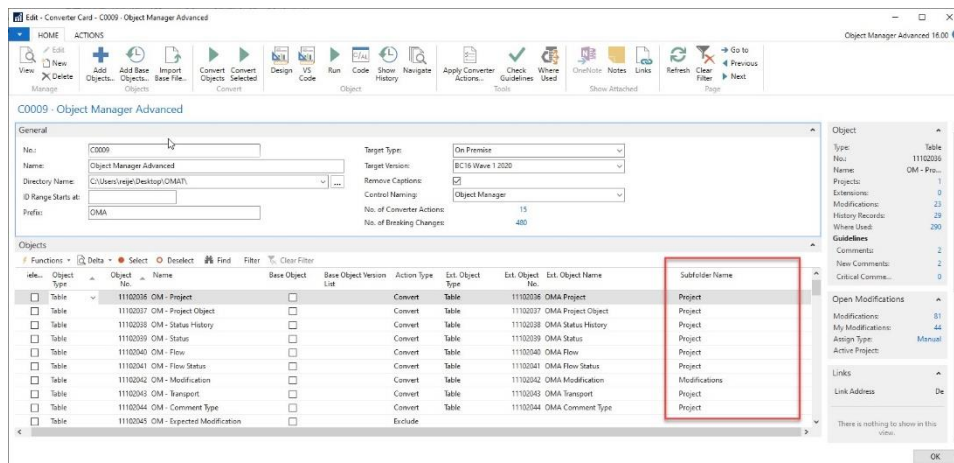 Edit - Converter Card - C0009 · Object Manager Advanced
HOME ACTIONS
Object Manager Advanced 16.00
View
Edit
New
Delete
Manage
Add Objects...
Add Base Objects...
Import Base File...
Objects
Convert Objects
Convert Selected
Convert
Design
VS Code
Run
Code
Show History
Navigate
Object
Apply Converter Actions...
Check Guidelines
Where Used
Tools
OneNote
Notes
Links
Show Attached
Refresh
Clear Filter
Go to
Previous
Next
Page
C0009 · Object Manager Advanced
General
No.: C0009
Name: Object Manager Advanced
Directory Name: C:\Users\reije\Desktop\OMAT\
ID Range Starts at:
Prefix: OMA
Target Type: On Premise
Target Version: BC16 Wave 1 2020
Remove Captions:
Control Naming: Object Manager
No. of Converter Actions: 15
No. of Breaking Changes: 480
Objects
Functions Delta Select Deselect Find Filter Clear Filter
iele... Object Type Object No. Name Base Object Base Object Version List Action Type Ext. Object Type Ext. Object No. Ext. Object Name Subfolder Name
Table 11102036 OM - Project Convert Table 11102036 OMA Project Project
Table 11102037 OM - Project Object Convert Table 11102037 OMA Project Object Project
Table 11102038 OM - Status History Convert Table 11102038 OMA Status History Project
Table 11102039 OM - Status Convert Table 11102039 OMA Status Project
Table 11102040 OM - Flow Convert Table 11102040 OMA Flow Project
Table 11102041 OM - Flow Status Convert Table 11102041 OMA Flow Status Project
Table 11102042 OM - Modification Convert Table 11102042 OMA Modification Modifications
Table 11102043 OM - Transport Convert Table 11102043 OMA Transport Project
Table 11102044 OM - Comment Type Convert Table 11102044 OMA Comment Type Project
Table 11102045 OM - Expected Modification Exclude
Object
Type: Table
No.: 11102036
Name: OM - Pro...
Projects: 1
Extensions: 0
Modifications: 23
History Records: 29
Where Used: 290
Guidelines
Comments: 2
New Comments: 2
Critical Comme... 0
Open Modifications
Modifications: 81
My Modifications: 44
Assign Type: Manual
Active Project:
Links
Link Address De
There is nothing to show in this view.
OK